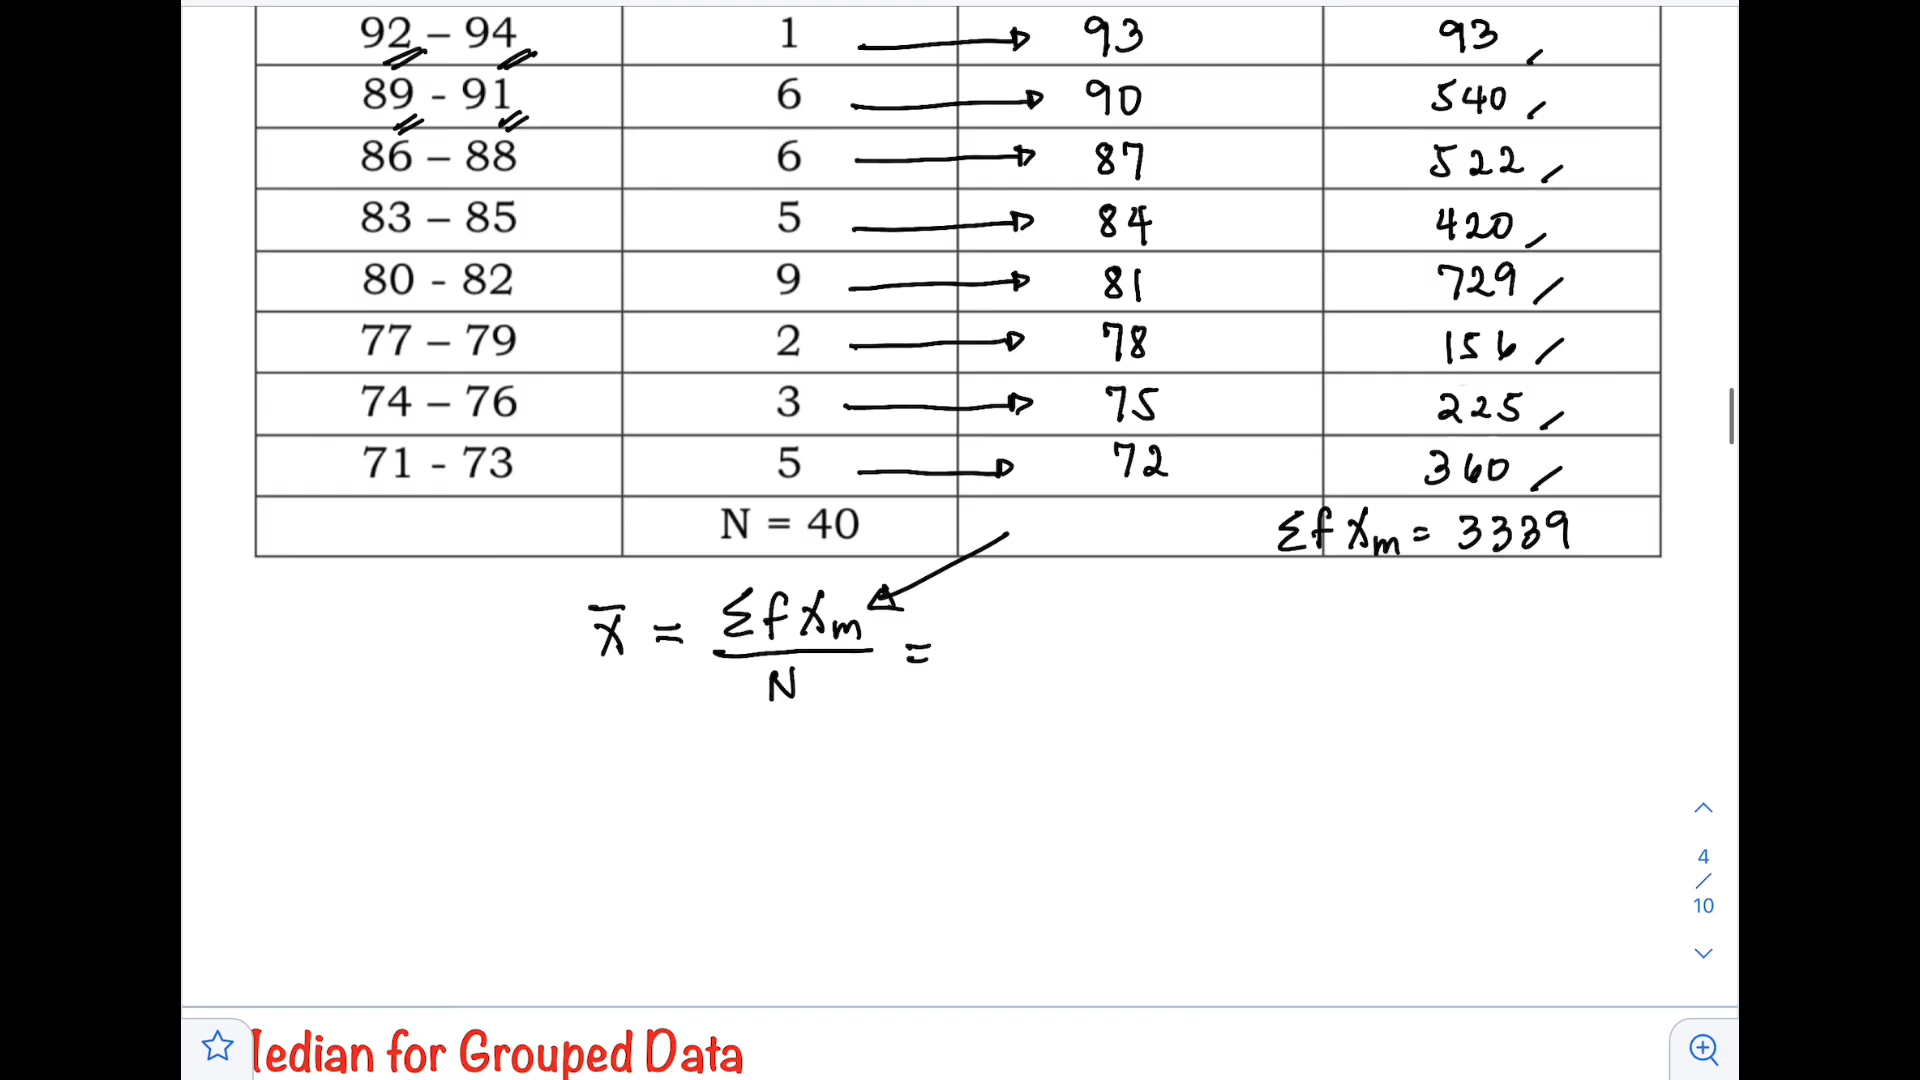 92 – 94 1 93 93
89 - 91 6 90 540
86 – 88 6 87 522
83 – 85 5 84 420
80 - 82 9 81 729
77 – 79 2 78 156
74 – 76 3 75 225
71 - 73 5 72 360
N = 40 Σf Xm = 3339
x̄ = Σf Xm / N =
4
/
10
edian for Grouped Data